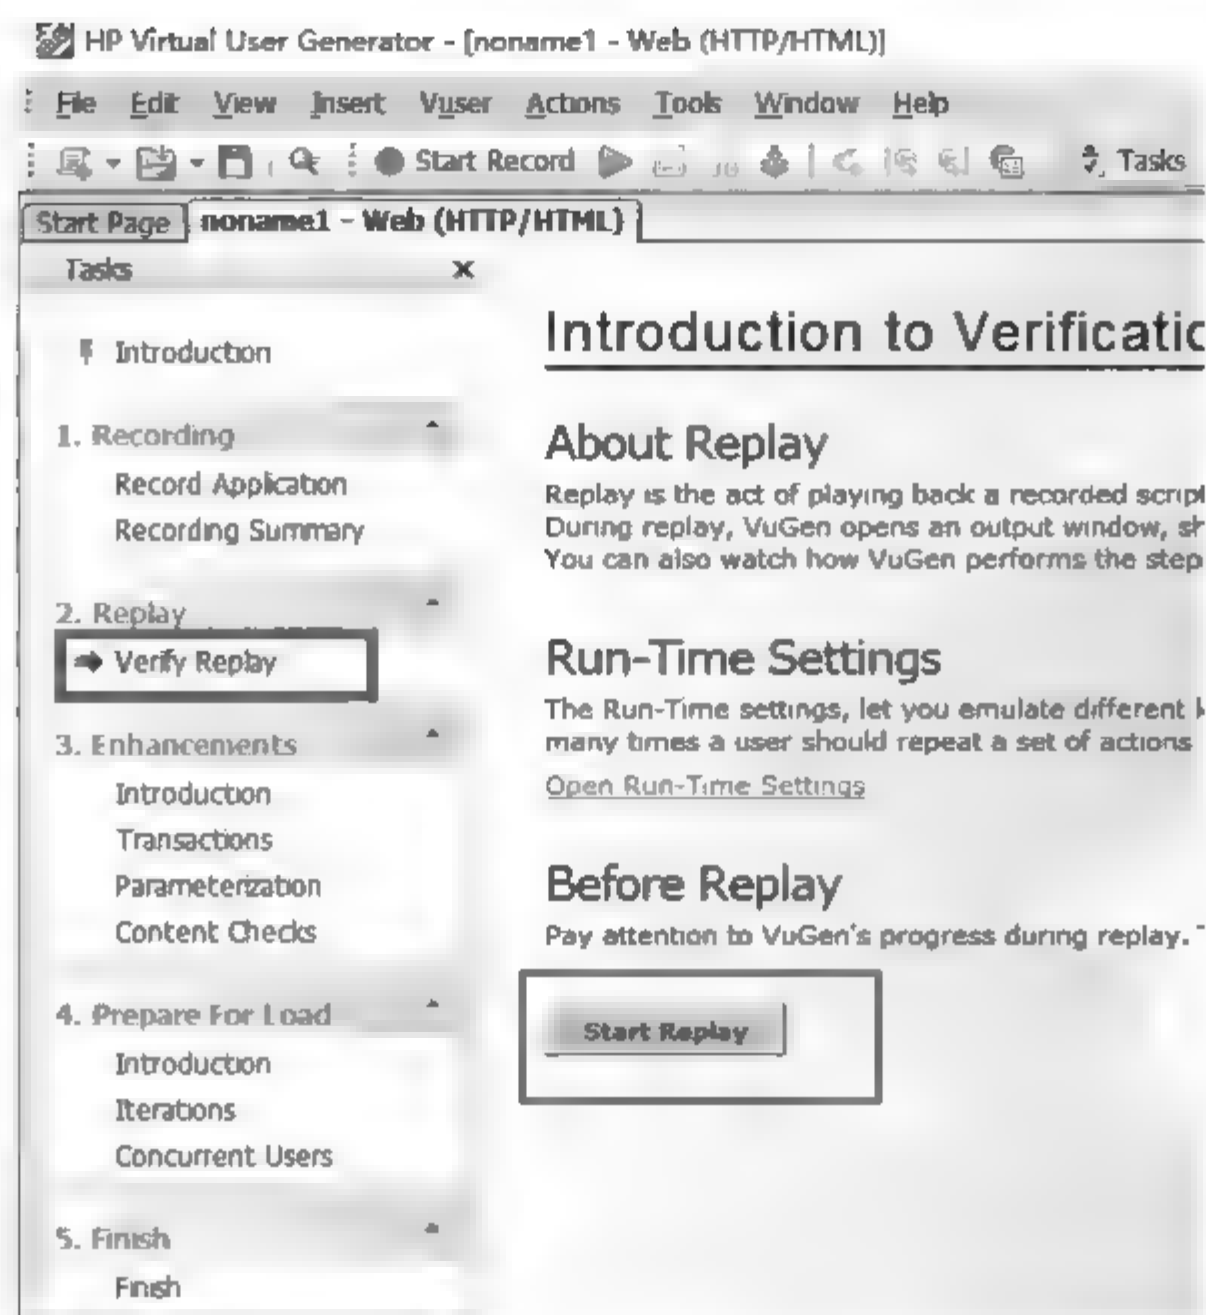 HP Virtual User Generator - [noname1 - Web (HTTP/HTML)]
File Edit View Insert Vuser Actions Tools Window Help
Start Record Tasks
Start Page noname1 - Web (HTTP/HTML)
Tasks x
Introduction
1. Recording
Record Application
Recording Summary
2. Replay
Verify Replay
3. Enhancements
Introduction
Transactions
Parameterization
Content Checks
4. Prepare For Load
Introduction
Iterations
Concurrent Users
5. Finish
Finish
Introduction to Verificatio
About Replay
Replay is the act of playing back a recorded script
During replay, VuGen opens an output window, sh
You can also watch how VuGen performs the step
Run-Time Settings
The Run-Time settings, let you emulate different k
many times a user should repeat a set of actions
Open Run-Time Settings
Before Replay
Pay attention to VuGen's progress during replay.
Start Replay